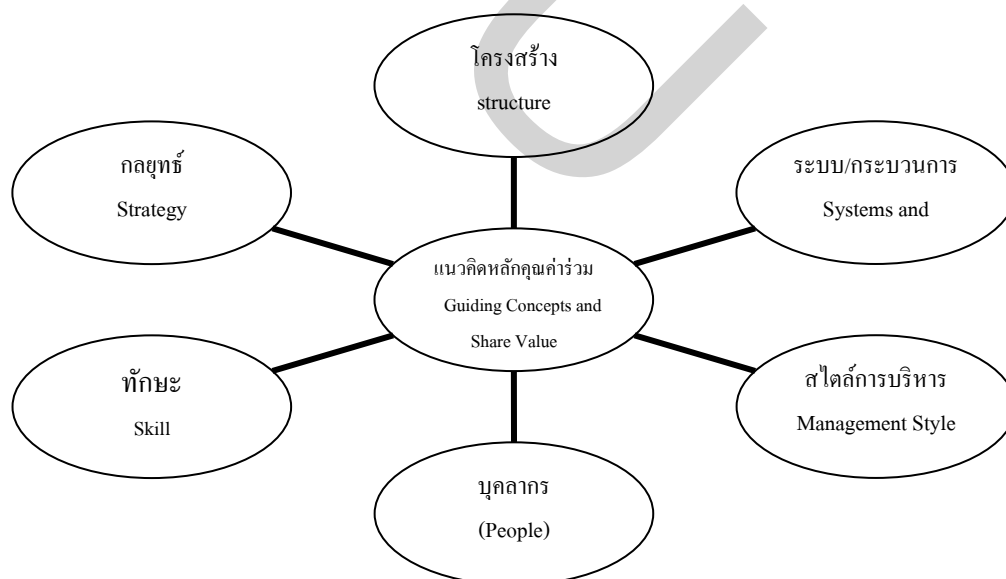 โครงสร้าง
structure
กลยุทธ์
Strategy
ระบบ/กระบวนการ
Systems and
แนวคิดหลักคุณค่าร่วม
Guiding Concepts and
Share Value
ทักษะ
Skill
สไตล์การบริหาร
Management Style
บุคลากร
(People)